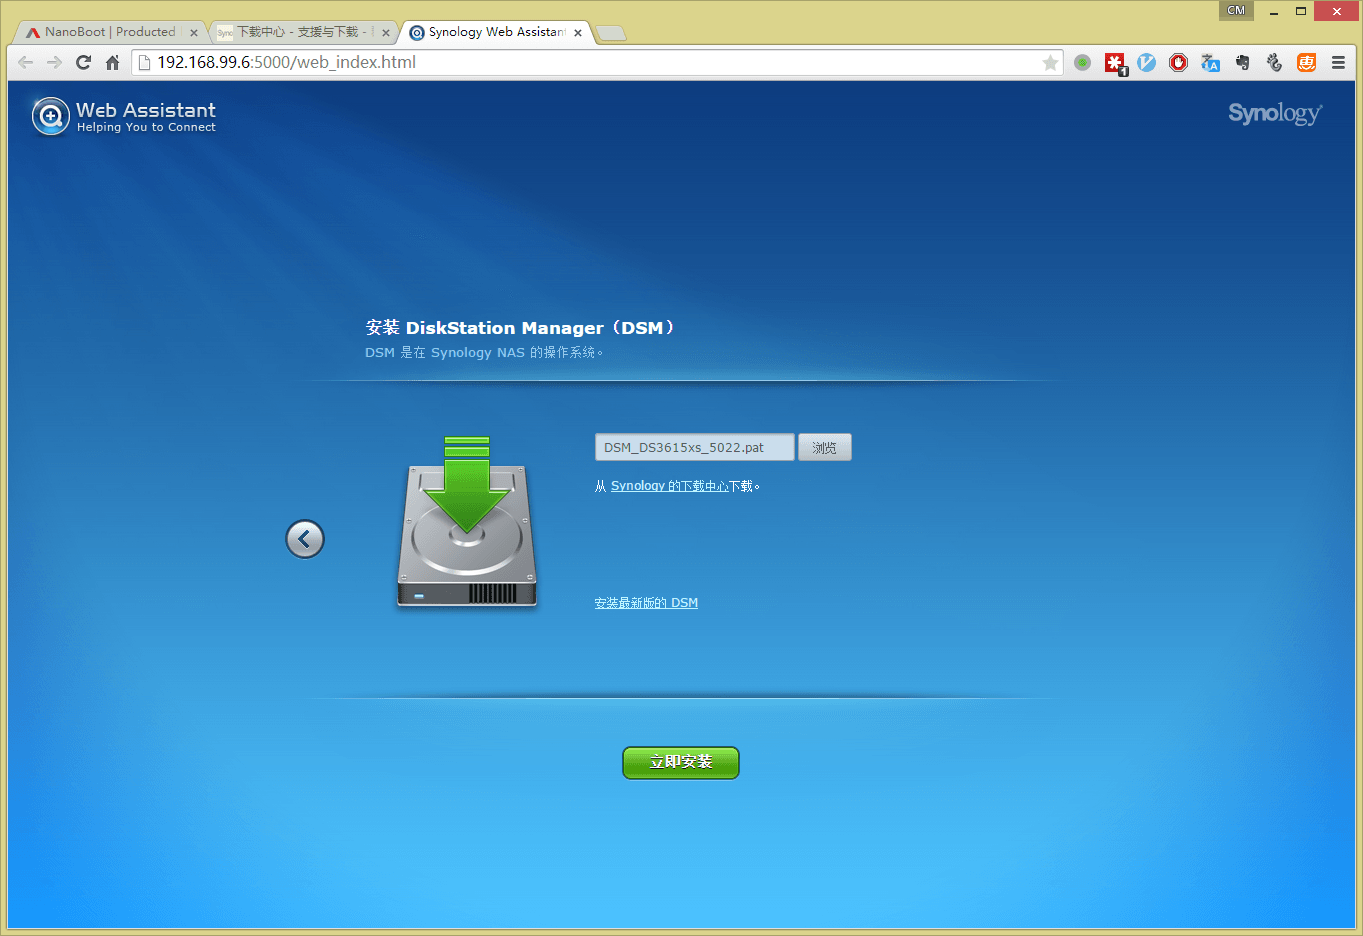 CM
NanoBoot | Producted
Syno 下载中心 - 支援与下载 -
Synology Web Assistan
192.168.99.6:5000/web_index.html
1
A
惠
Web Assistant
Helping You to Connect
Synology
安装 DiskStation Manager（DSM）
DSM 是在 Synology NAS 的操作系统。
DSM_DS3615xs_5022.pat
浏览
从 Synology 的下载中心下载。
安装最新版的 DSM
立即安装